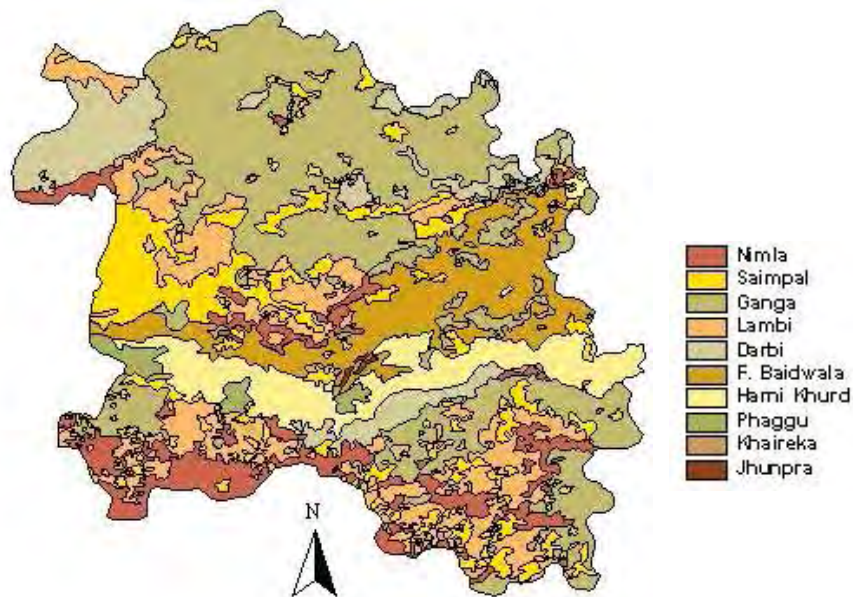 Nimla
Saimpal
Ganga
Lambi
Darbi
F. Baidwala
Harni Khurd
Phaggu
Khaireka
Jhunpra
N